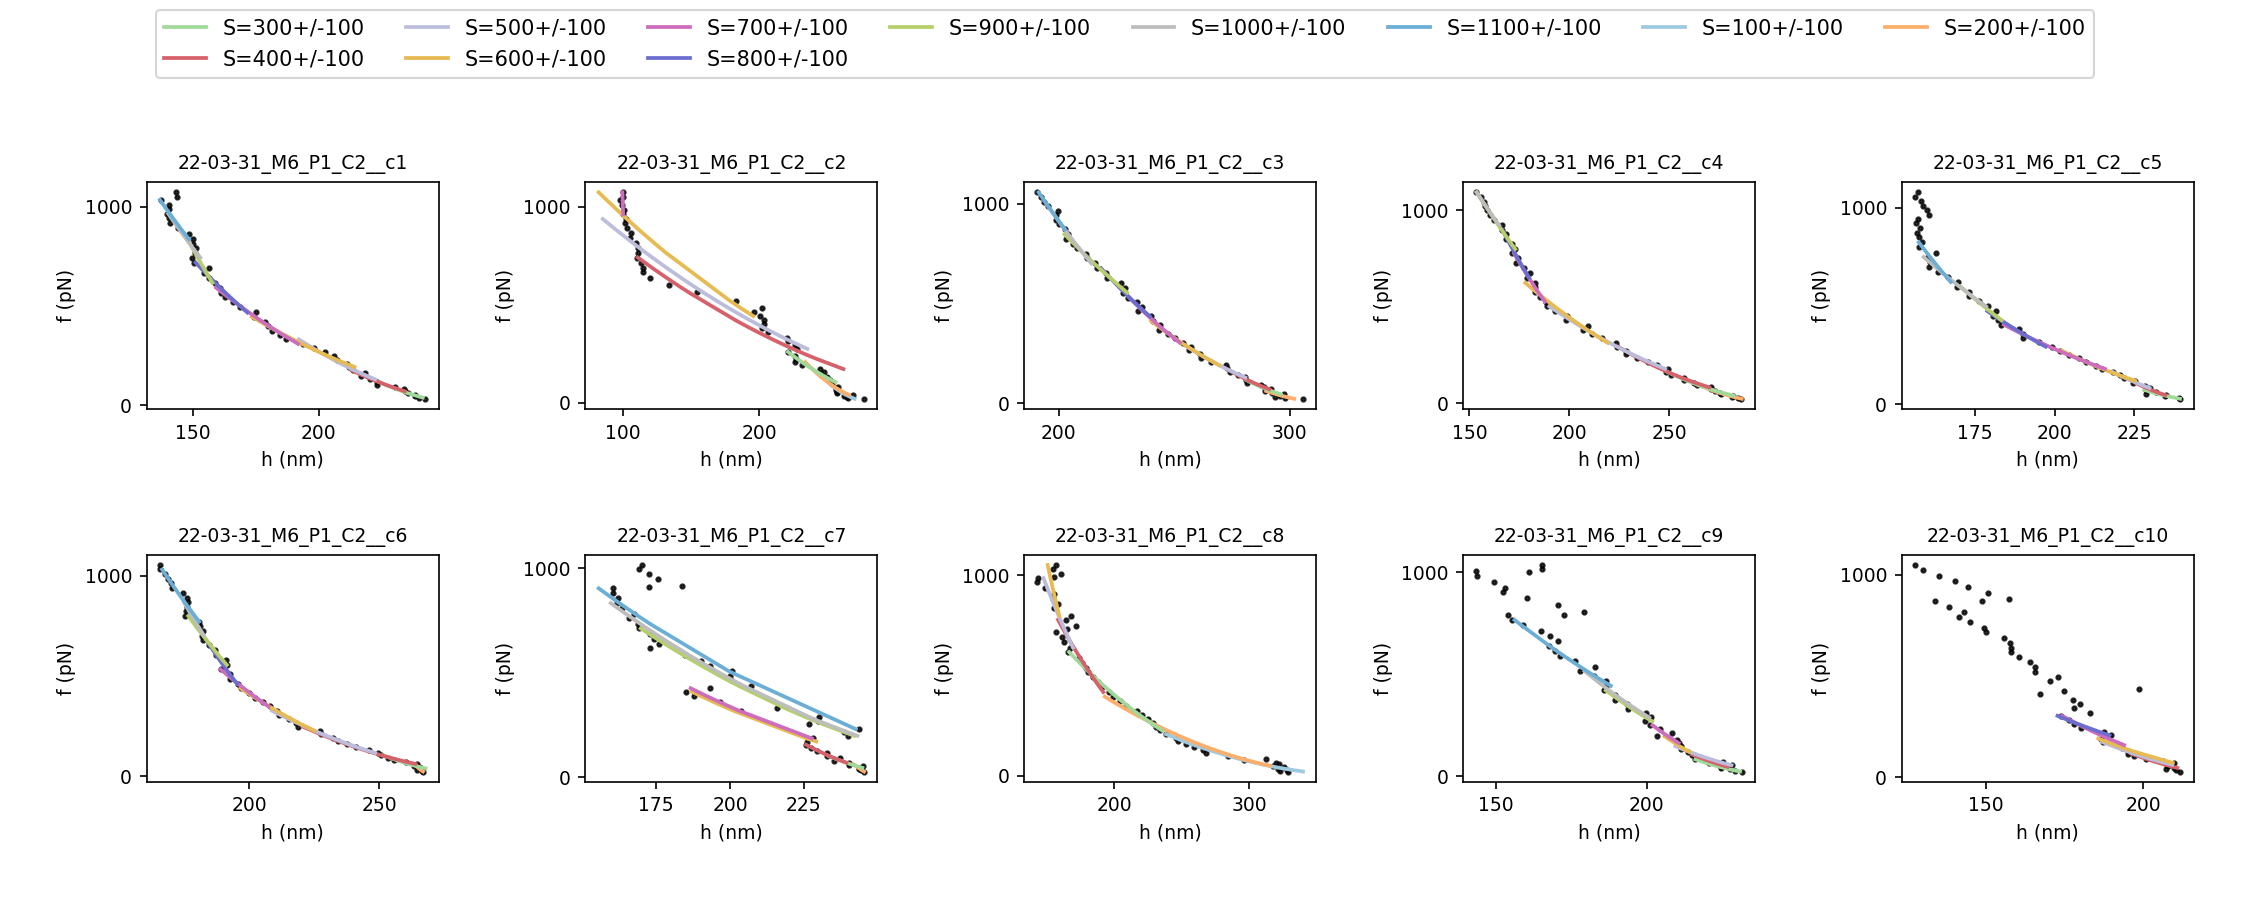 S=300+/-100 S=500+/-100 S=700+/-100 S=900+/-100 S=1000+/-100 S=1100+/-100 S=100+/-100 S=200+/-100
S=400+/-100 S=600+/-100 S=800+/-100
22-03-31_M6_P1_C2__c1
f (pN)
1000
0
150 200
h (nm)
22-03-31_M6_P1_C2__c2
f (pN)
1000
0
100 200
h (nm)
22-03-31_M6_P1_C2__c3
f (pN)
1000
0
200 300
h (nm)
22-03-31_M6_P1_C2__c4
f (pN)
1000
0
150 200 250
h (nm)
22-03-31_M6_P1_C2__c5
f (pN)
1000
0
175 200 225
h (nm)
22-03-31_M6_P1_C2__c6
f (pN)
1000
0
200 250
h (nm)
22-03-31_M6_P1_C2__c7
f (pN)
1000
0
175 200 225
h (nm)
22-03-31_M6_P1_C2__c8
f (pN)
1000
0
200 300
h (nm)
22-03-31_M6_P1_C2__c9
f (pN)
1000
0
150 200
h (nm)
22-03-31_M6_P1_C2__c10
f (pN)
1000
0
150 200
h (nm)